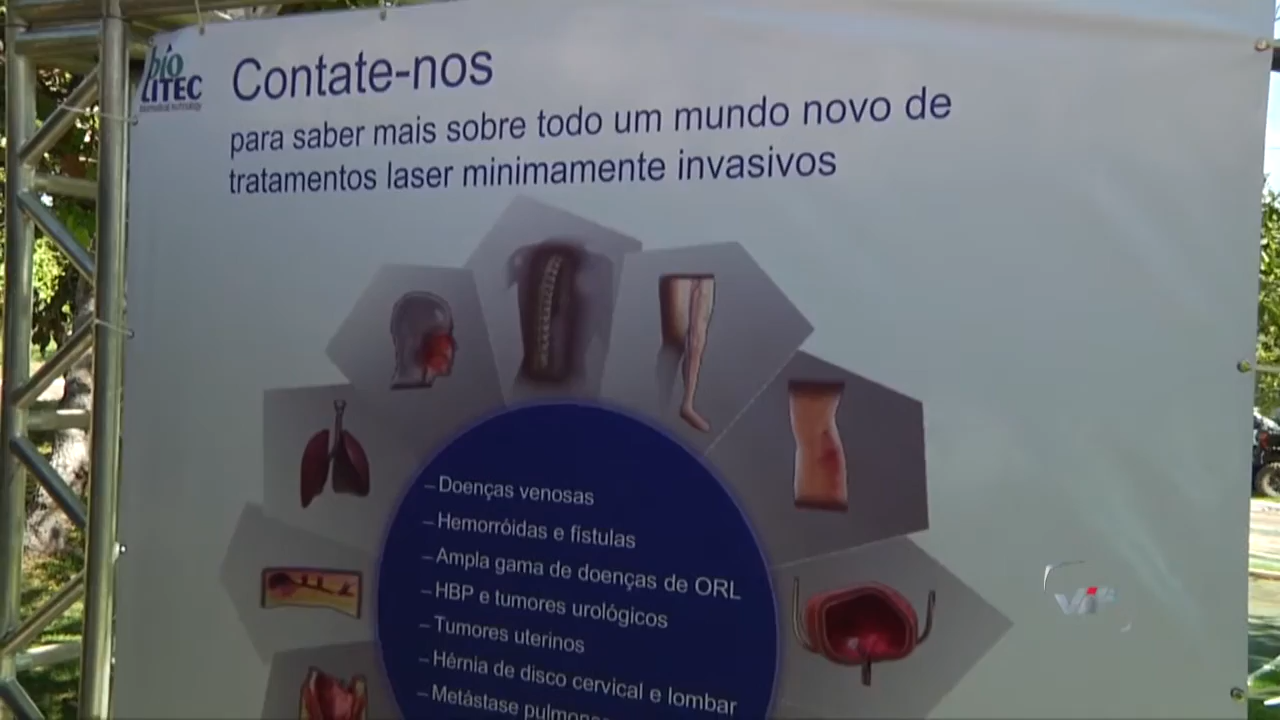 bio
LITEC
biomedical technology
Contate-nos
para saber mais sobre todo um mundo novo de
tratamentos laser minimamente invasivos
– Doenças venosas
– Hemorróidas e fístulas
– Ampla gama de doenças de ORL
– HBP e tumores urológicos
– Tumores uterinos
– Hérnia de disco cervical e lombar
– Metástase